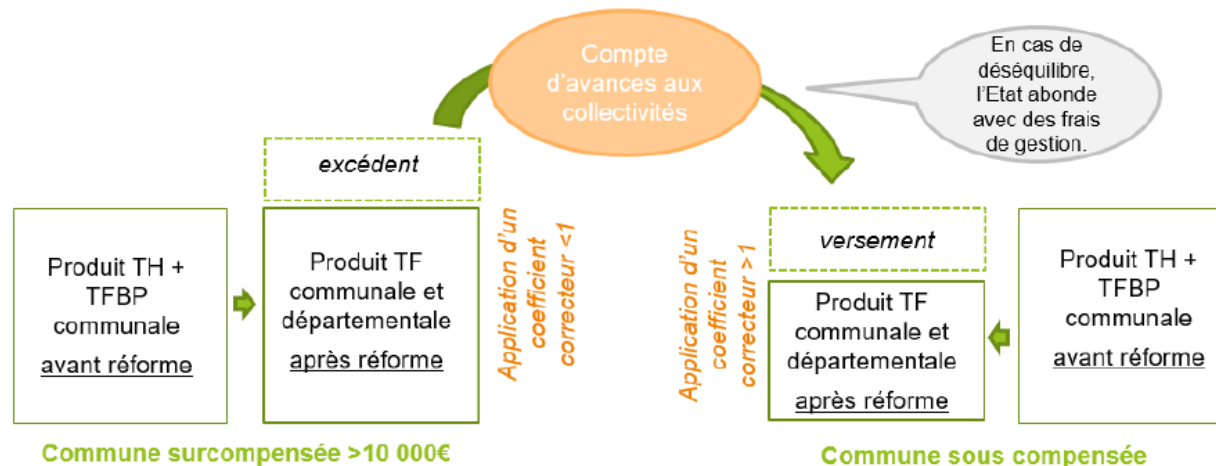 Compte
d'avances aux
collectivités
En cas de
déséquilibre,
l'Etat abonde
avec des frais
de gestion.
excédent
Produit TH +
TFBP
communale
avant réforme
Produit TF
communale et
départementale
après réforme
Application d'un
coefficient
correcteur <1
Commune surcompensée >10 000€
Application d'un
coefficient
correcteur >1
versement
Produit TF
communale et
départementale
après réforme
Produit TH +
TFBP
communale
avant réforme
Commune sous compensée